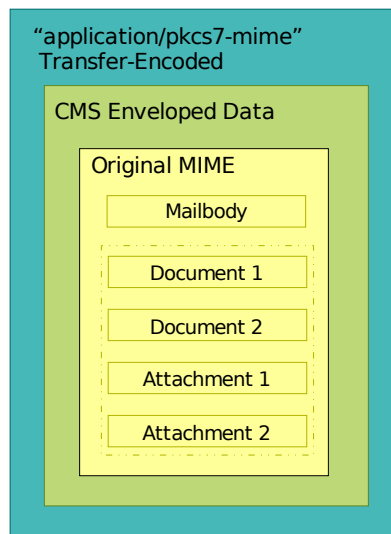 “application/pkcs7-mime”
Transfer-Encoded
CMS Enveloped Data
Original MIME
Mailbody
Document 1
Document 2
Attachment 1
Attachment 2